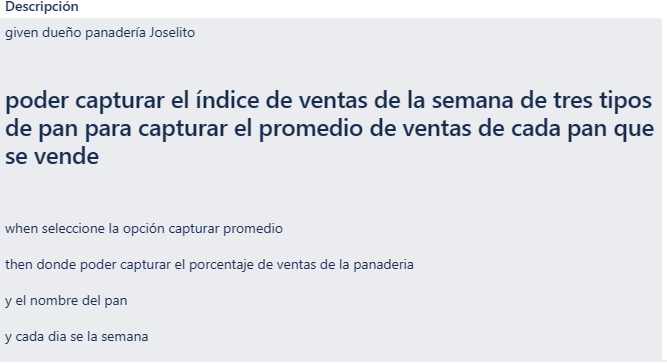 Descripción
given dueño panadería Joselito
poder capturar el índice de ventas de la semana de tres tipos
de pan para capturar el promedio de ventas de cada pan que
se vende
when seleccione la opción capturar promedio
then donde poder capturar el porcentaje de ventas de la panaderia
y el nombre del pan
y cada dia se la semana